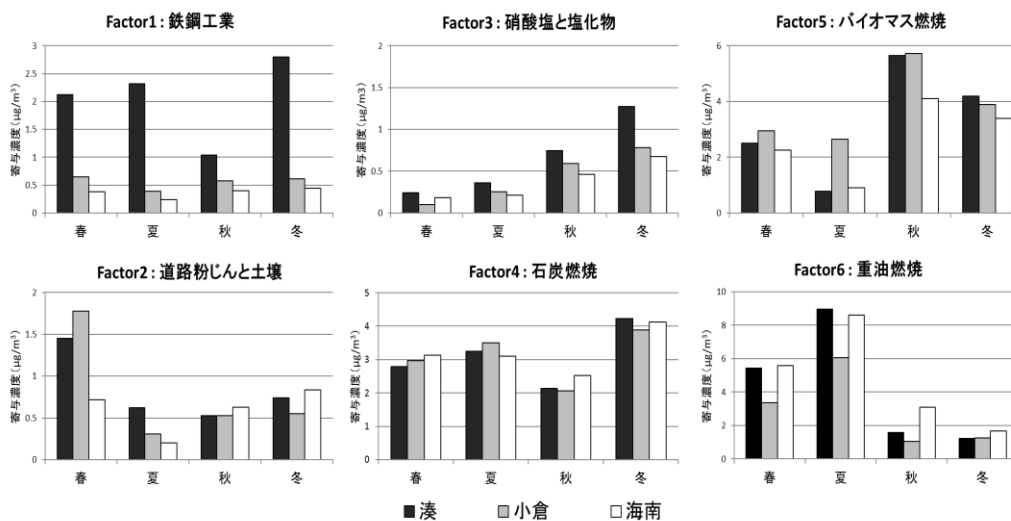 Factor1 : 鉄鋼工業
寄与濃度(μg/m³)
3
2.5
2
1.5
1
0.5
0
春 夏 秋 冬
Factor3 : 硝酸塩と塩化物
寄与濃度(μg/m3)
2
1.5
1
0.5
0
春 夏 秋 冬
Factor5 : バイオマス燃焼
寄与濃度(μg/m³)
6
4
2
0
春 夏 秋 冬
Factor2 : 道路粉じんと土壌
寄与濃度(μg/m³)
2
1.5
1
0.5
0
春 夏 秋 冬
Factor4 : 石炭燃焼
寄与濃度(μg/m³)
5
4
3
2
1
0
春 夏 秋 冬
Factor6 : 重油燃焼
寄与濃度(μg/m³)
10
8
6
4
2
0
春 夏 秋 冬
湊 小倉 海南